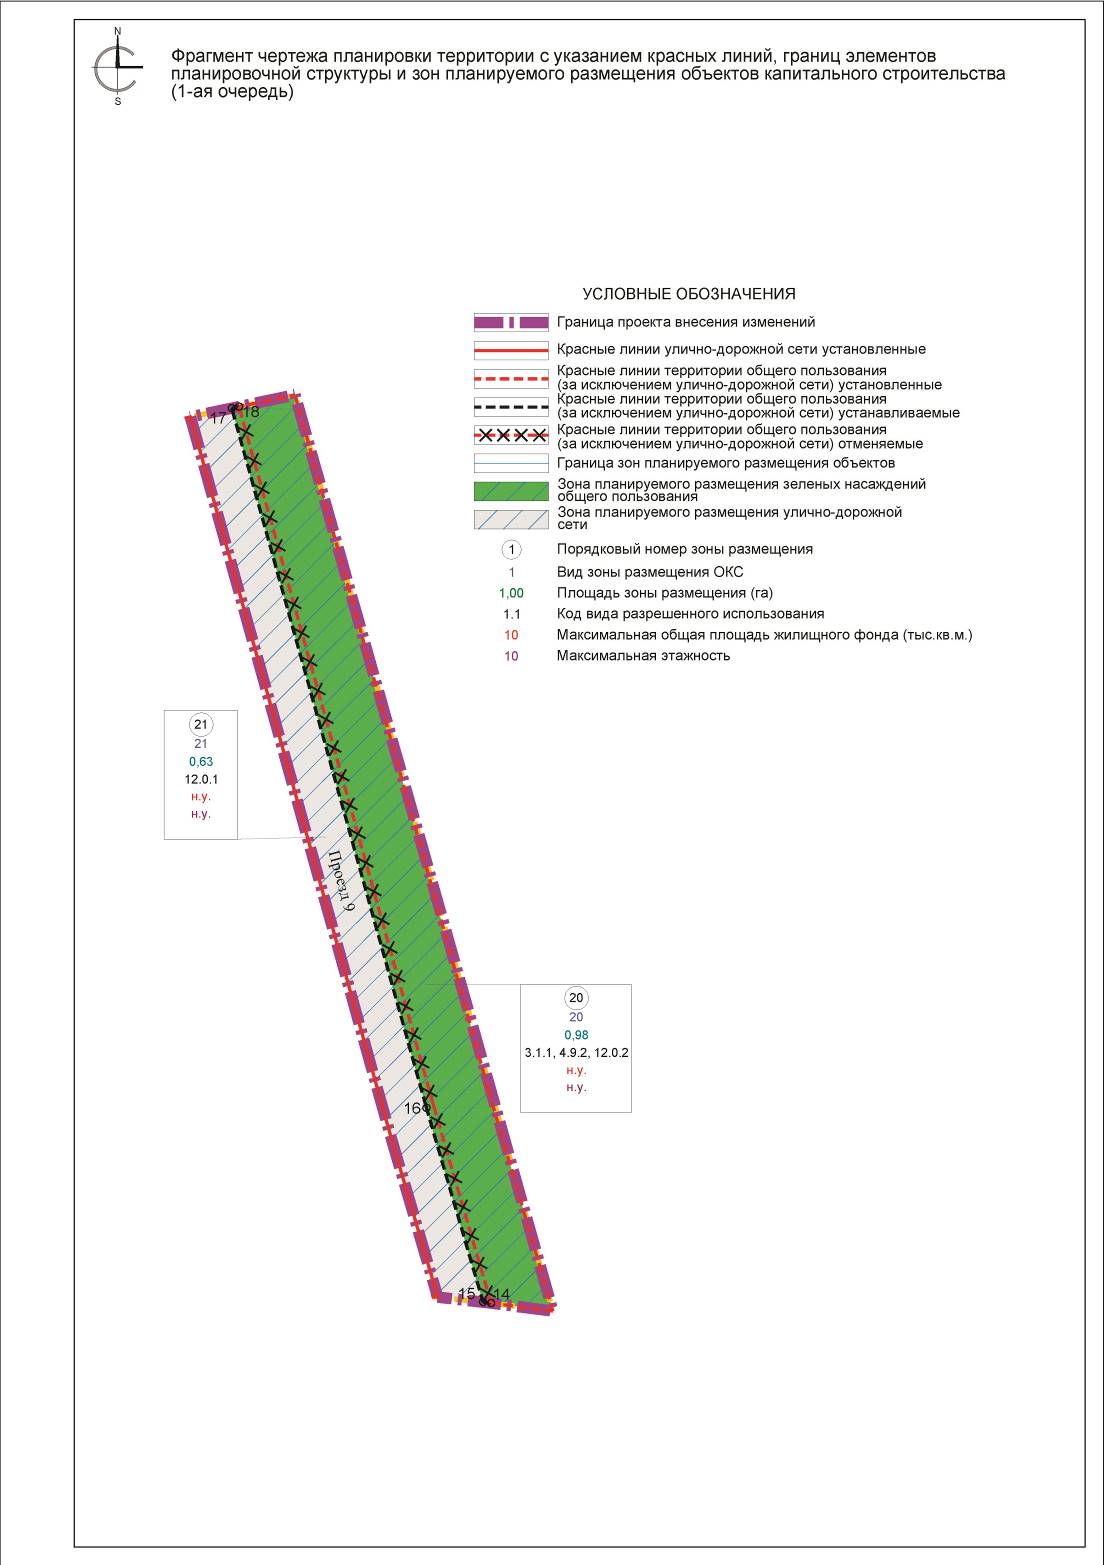 N
S
Фрагмент чертежа планировки территории с указанием красных линий, границ элементов
планировочной структуры и зон планируемого размещения объектов капитального строительства
(1-ая очередь)
УСЛОВНЫЕ ОБОЗНАЧЕНИЯ
Граница проекта внесения изменений
Красные линии улично-дорожной сети установленные
Красные линии территории общего пользования
(за исключением улично-дорожной сети) установленные
Красные линии территории общего пользования
(за исключением улично-дорожной сети) устанавливаемые
Красные линии территории общего пользования
(за исключением улично-дорожной сети) отменяемые
Граница зон планируемого размещения объектов
Зона планируемого размещения зеленых насаждений
общего пользования
Зона планируемого размещения улично-дорожной
сети
1 Порядковый номер зоны размещения
1 Вид зоны размещения ОКС
1,00 Площадь зоны размещения (га)
1.1 Код вида разрешенного использования
10 Максимальная общая площадь жилищного фонда (тыс.кв.м.)
10 Максимальная этажность
17 18
21
21
0,63
12.0.1
н.у.
н.у.
Проезд 9
20
20
0,98
3.1.1, 4.9.2, 12.0.2
н.у.
н.у.
16
15 14